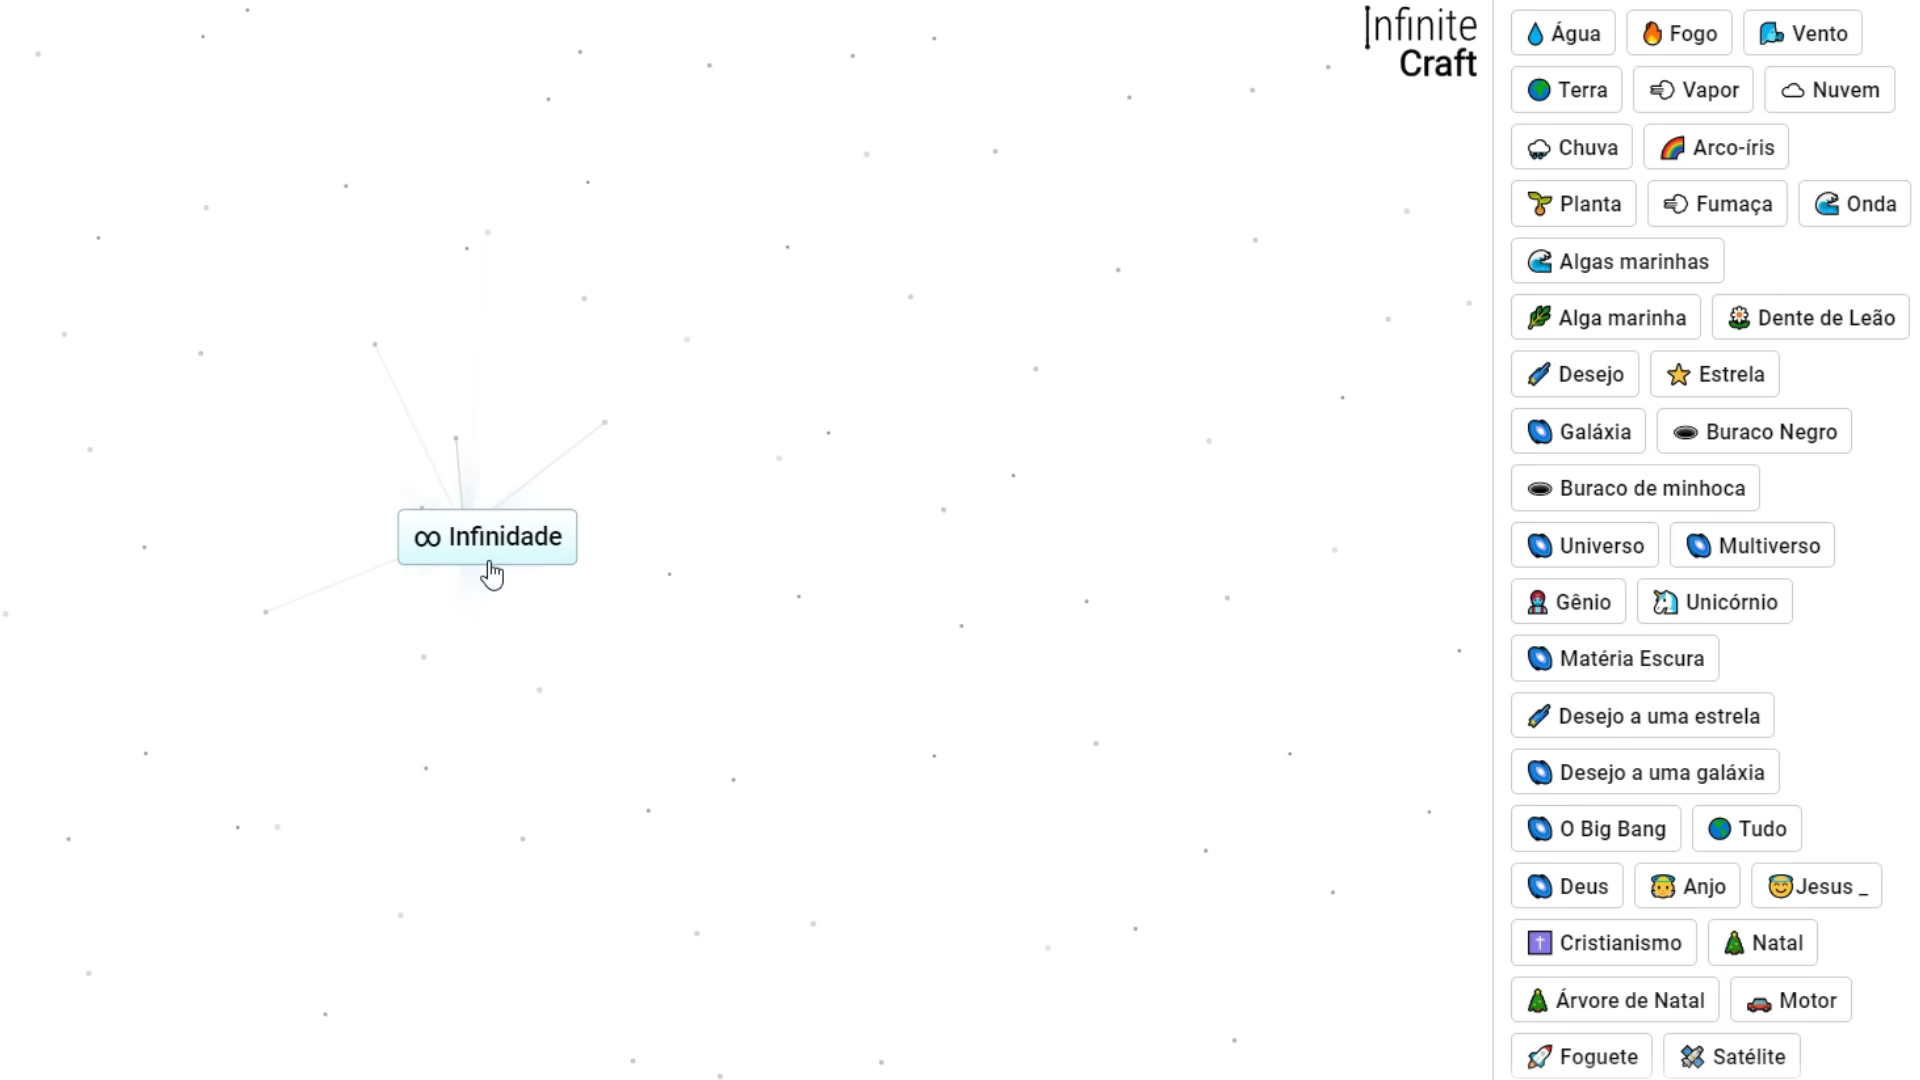 Infinite
Craft
∞ Infinidade
Água Fogo Vento
Terra Vapor Nuvem
Chuva Arco-íris
Planta Fumaça Onda
Algas marinhas
Alga marinha Dente de Leão
Desejo Estrela
Galáxia Buraco Negro
Buraco de minhoca
Universo Multiverso
Gênio Unicórnio
Matéria Escura
Desejo a uma estrela
Desejo a uma galáxia
O Big Bang Tudo
Deus Anjo Jesus _
Cristianismo Natal
Árvore de Natal Motor
Foguete Satélite